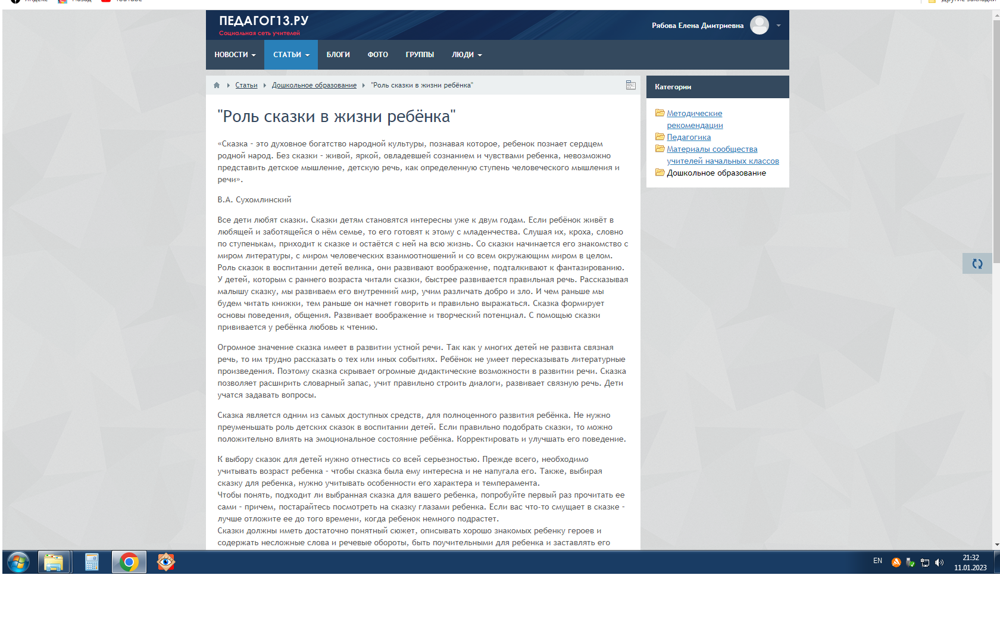 ПЕДАГОГ13.РУ
Социальная сеть учителей
Рябова Елена Дмитриевна
НОВОСТИ СТАТЬИ БЛОГИ ФОТО ГРУППЫ ЛЮДИ
Статьи Дошкольное образование "Роль сказки в жизни ребёнка"
"Роль сказки в жизни ребёнка"
«Сказка – это духовное богатство народной культуры, познавая которое, ребенок познает сердцем
родной народ. Без сказки – живой, яркой, овладевшей сознанием и чувствами ребенка, невозможно
представить детское мышление, детскую речь, как определенную ступень человеческого мышления и
речи».
В.А. Сухомлинский
Все дети любят сказки. Сказки детям становятся интересны уже к двум годам. Если ребёнок живёт в
любящей и заботящейся о нём семье, то его готовят к этому с младенчества. Слушая их, кроха, словно
по ступенькам, приходит к сказке и остаётся с ней на всю жизнь. Со сказки начинается его знакомство с
миром литературы, с миром человеческих взаимоотношений и со всем окружающим миром в целом.
Роль сказок в воспитании детей велика, они развивают воображение, подталкивают к фантазированию.
У детей, которым с раннего возраста читали сказки, быстрее развивается правильная речь. Рассказывая
малышу сказку, мы развиваем его внутренний мир, учим различать добро и зло. И чем раньше мы
будем читать книжки, тем раньше он начнет говорить и правильно выражаться. Сказка формирует
основы поведения, общения. Развивает воображение и творческий потенциал. С помощью сказки
прививается у ребёнка любовь к чтению.
Огромное значение сказка имеет в развитии устной речи. Так как у многих детей не развита связная
речь, то им трудно рассказать о тех или иных событиях. Ребёнок не умеет пересказывать литературные
произведения. Поэтому сказка скрывает огромные дидактические возможности в развитии речи. Сказка
позволяет расширить словарный запас, учит правильно строить диалоги, развивает связную речь. Дети
учатся задавать вопросы.
Сказка является одним из самых доступных средств, для полноценного развития ребёнка. Не нужно
преуменьшать роль детских сказок в воспитании детей. Если правильно подобрать сказки, то можно
положительно влиять на эмоциональное состояние ребёнка. Корректировать и улучшать его поведение.
К выбору сказок для детей нужно отнестись со всей серьезностью. Прежде всего, необходимо
учитывать возраст ребенка – чтобы сказка была ему интересна и не напугала его. Также, выбирая
сказку для ребенка, нужно учитывать особенности его характера и темперамента.
Чтобы понять, подходит ли выбранная сказка для вашего ребенка, попробуйте первый раз прочитать ее
сами – причем, постарайтесь посмотреть на сказку глазами ребенка. Если вас что-то смущает в сказке –
лучше отложите ее до того времени, когда ребенок немного подрастет.
Сказки должны иметь достаточно понятный сюжет, описывать хорошо знакомых ребенку героев и
содержать несложные слова и речевые обороты, быть поучительными для ребенка и заставлять его
Категории
Методические
рекомендации
Педагогика
Материалы сообщества
учителей начальных классов
Дошкольное образование
EN
21:32
11.01.2023